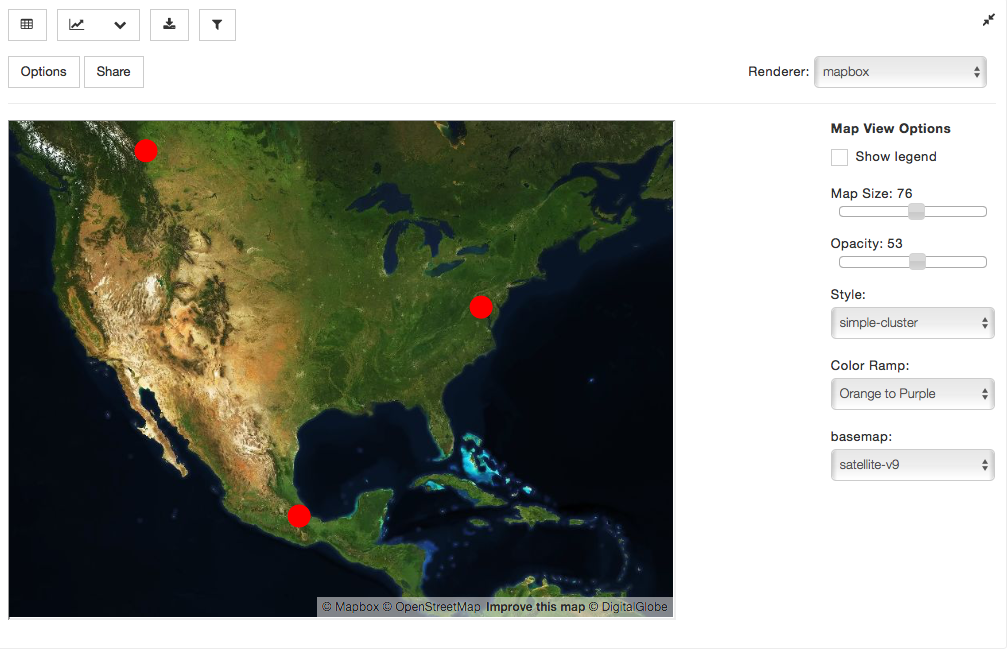 Options
Share
Renderer:
mapbox
Map View Options
Show legend
Map Size: 76
Opacity: 53
Style:
simple-cluster
Color Ramp:
Orange to Purple
basemap:
satellite-v9
© Mapbox © OpenStreetMap Improve this map © DigitalGlobe